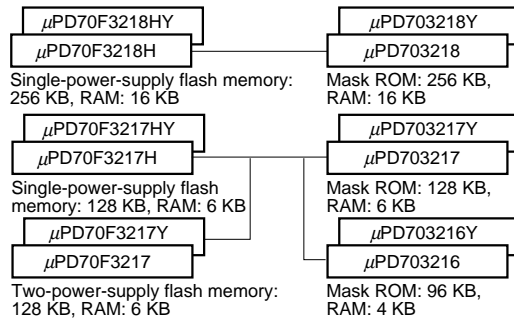 μPD70F3218HY
μPD70F3218H
Single-power-supply flash memory:
256 KB, RAM: 16 KB
μPD703218Y
μPD703218
Mask ROM: 256 KB,
RAM: 16 KB
μPD70F3217HY
μPD70F3217H
Single-power-supply flash
memory: 128 KB, RAM: 6 KB
μPD703217Y
μPD703217
Mask ROM: 128 KB,
RAM: 6 KB
μPD70F3217Y
μPD70F3217
Two-power-supply flash memory:
128 KB, RAM: 6 KB
μPD703216Y
μPD703216
Mask ROM: 96 KB,
RAM: 4 KB